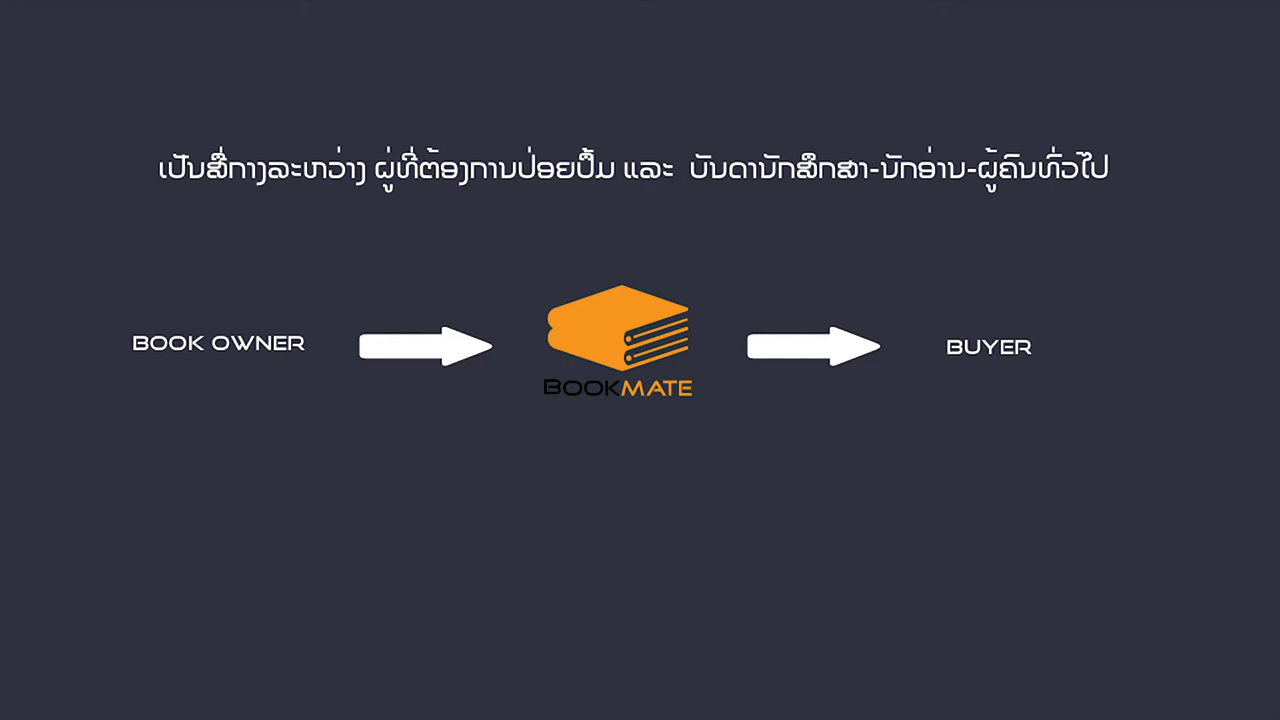 ເປັນສື່ກາງລະຫວ່າງ ຜູ່ທີ່ຕ້ອງການປ່ອຍປຶ້ມ ແລະ ບັນດານັກສຶກສາ-ນັກອ່ານ-ຜູ້ຄົນທົ່ວໄປ
BOOK OWNER
BOOKMATE
BUYER